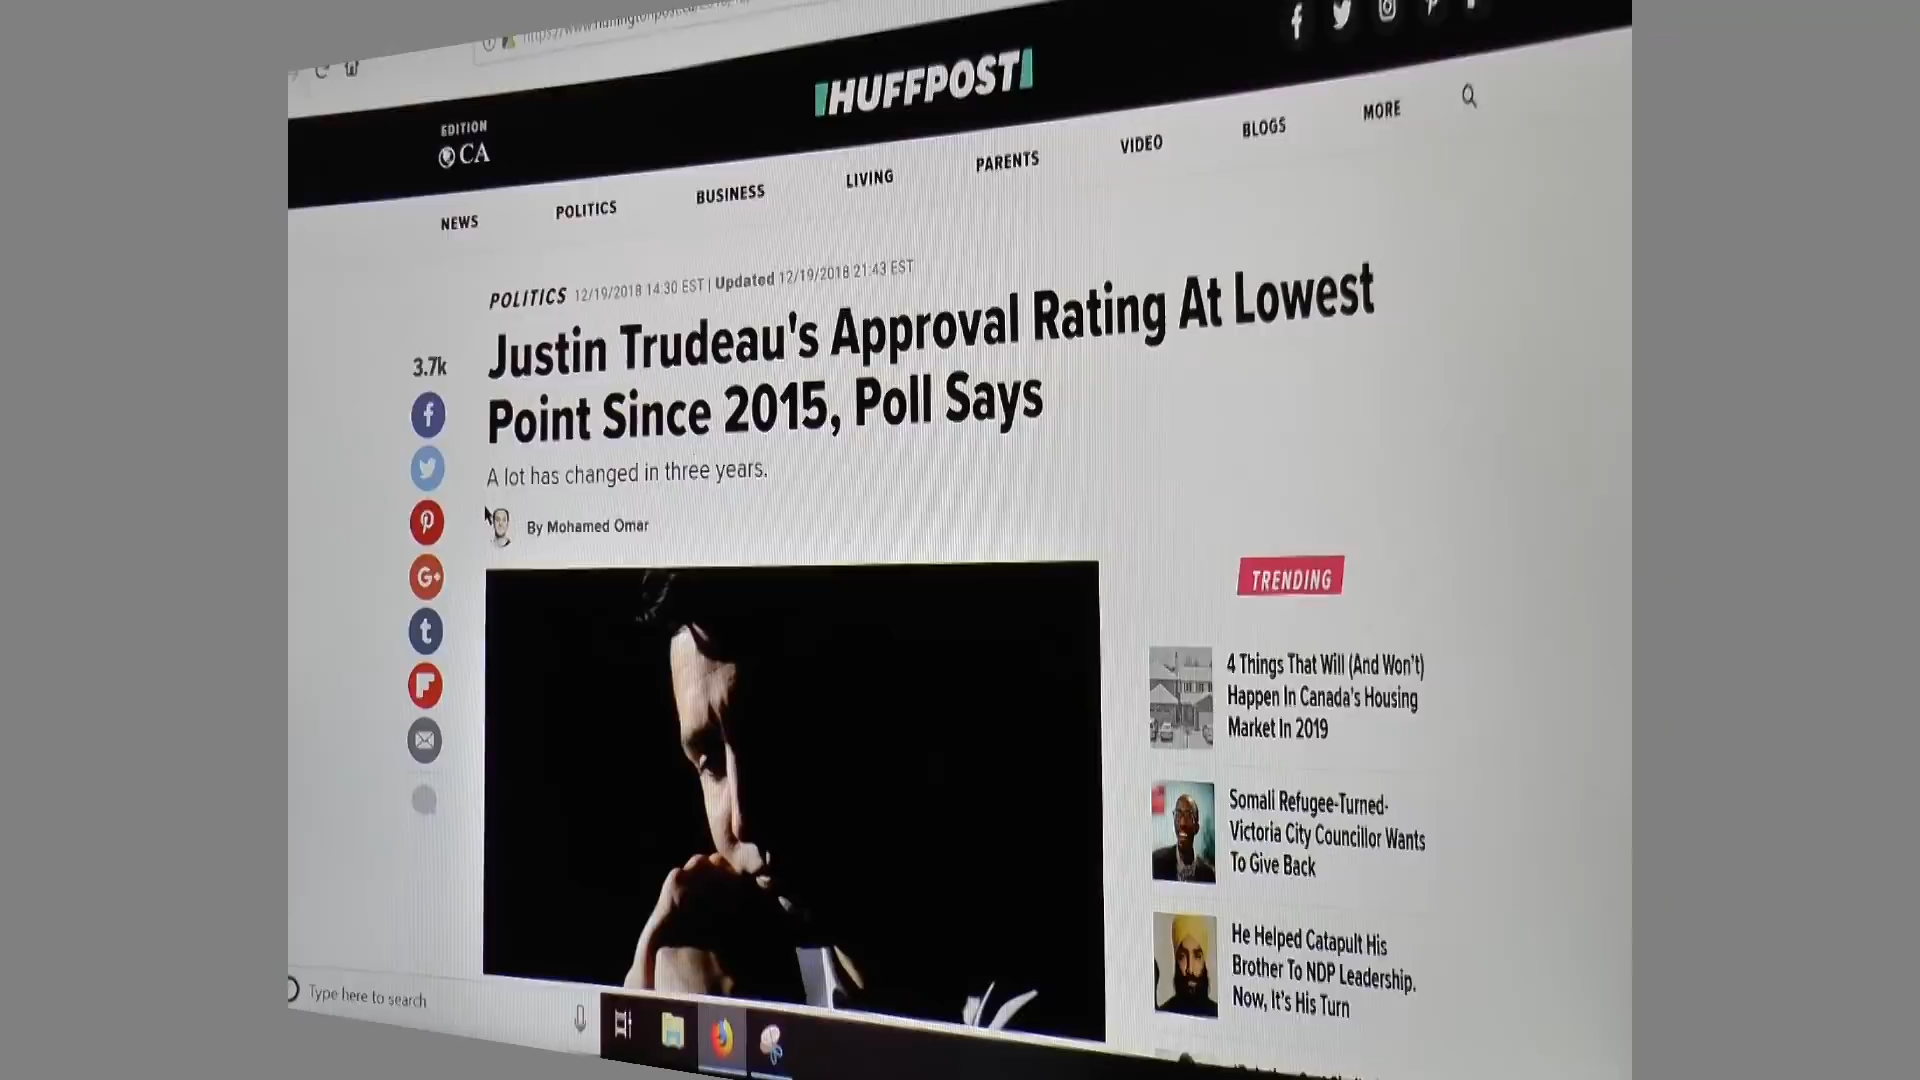 HUFFPOST
EDITION
CA
NEWS
POLITICS
BUSINESS
LIVING
PARENTS
VIDEO
BLOGS
MORE
POLITICS 12/19/2018 14:30 EST | Updated 12/19/2018 21:43 EST
Justin Trudeau's Approval Rating At Lowest
Point Since 2015, Poll Says
A lot has changed in three years.
By Mohamed Omar
3.7k
TRENDING
4 Things That Will (And Won't)
Happen In Canada's Housing
Market In 2019
Somali Refugee-Turned-
Victoria City Councillor Wants
To Give Back
He Helped Catapult His
Brother To NDP Leadership.
Now, It's His Turn
Type here to search